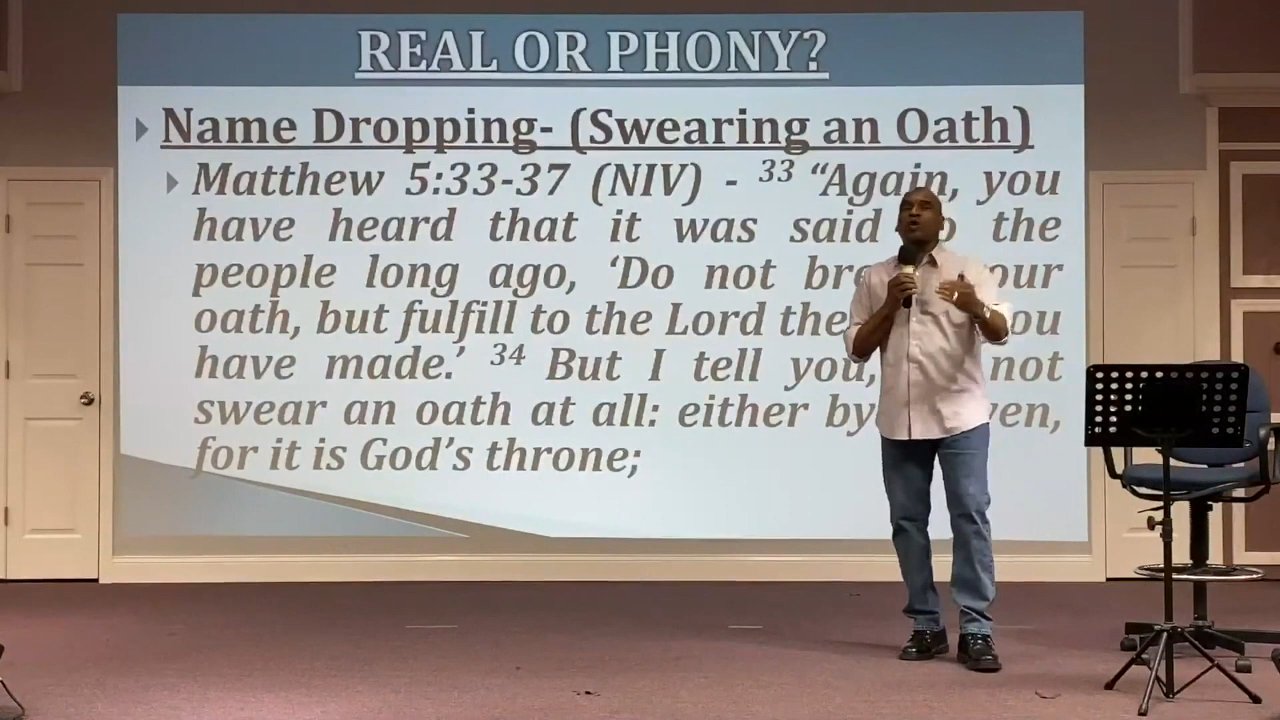 REAL OR PHONY?
Name Dropping- (Swearing an Oath)
Matthew 5:33-37 (NIV) - 33 “Again, you
have heard that it was said the
people long ago, ‘Do not
oath, but fulfill to the Lord
have made.’ 34 But I tell you, not
swear an oath at all: either by
for it is God’s throne;